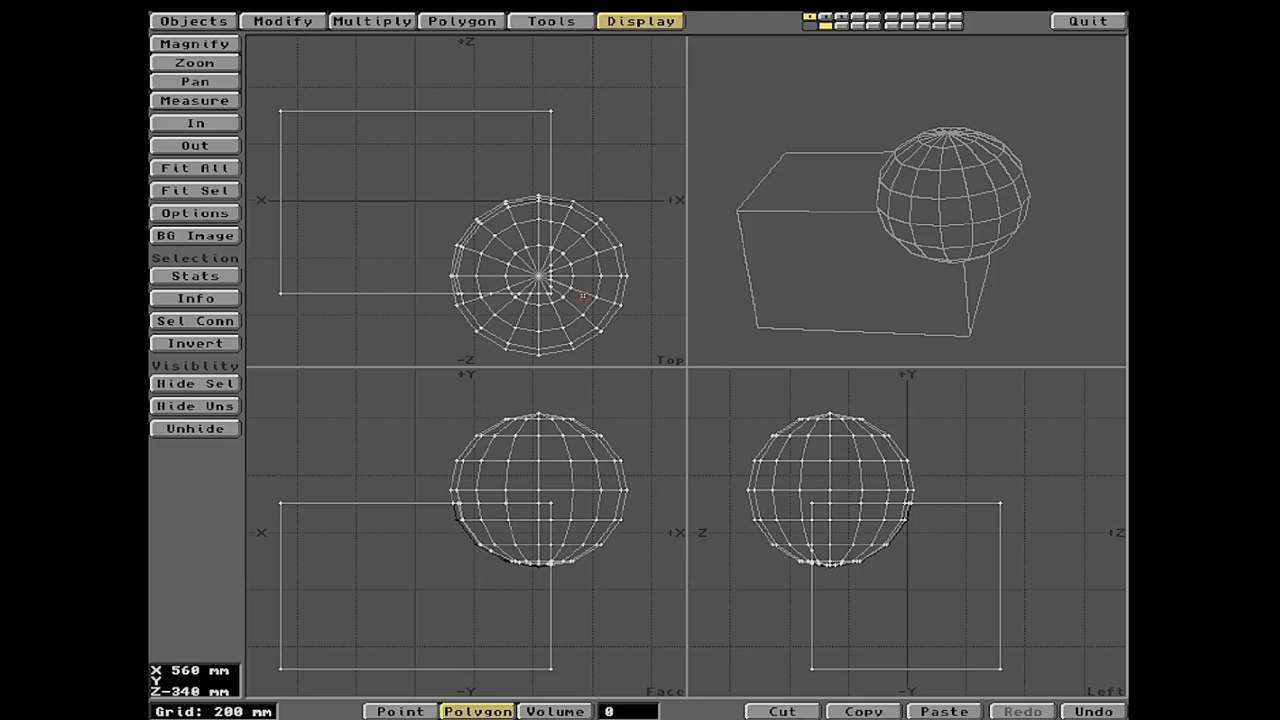 Objects Modify Multiply Polygon Tools Display Quit
Magnify
Zoom
Pan
Measure
In
Out
Fit All
Fit Sel
Options
BG Image
Selection
Stats
Info
Sel Conn
Invert
Visiblity
Hide Sel
Hide Uns
Unhide
+Z
-X
+X
-Z
Top
+Y
-X
+X
-Y
Face
+Y
-Z
+Z
-Y
Left
X 560 mm
Y
Z-340 mm
Grid: 200 mm Point Polygon Volume 0 Cut Copy Paste Redo Undo